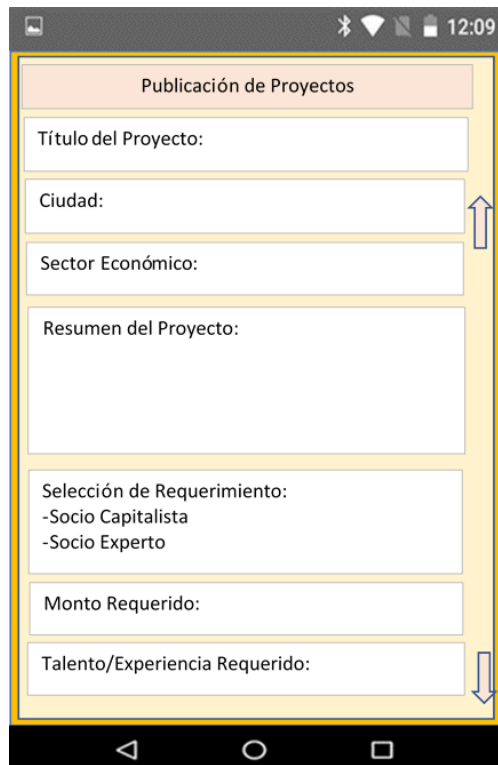 12:09
Publicación de Proyectos
Título del Proyecto:
Ciudad:
Sector Económico:
Resumen del Proyecto:
Selección de Requerimiento:
-Socio Capitalista
-Socio Experto
Monto Requerido:
Talento/Experiencia Requerido: